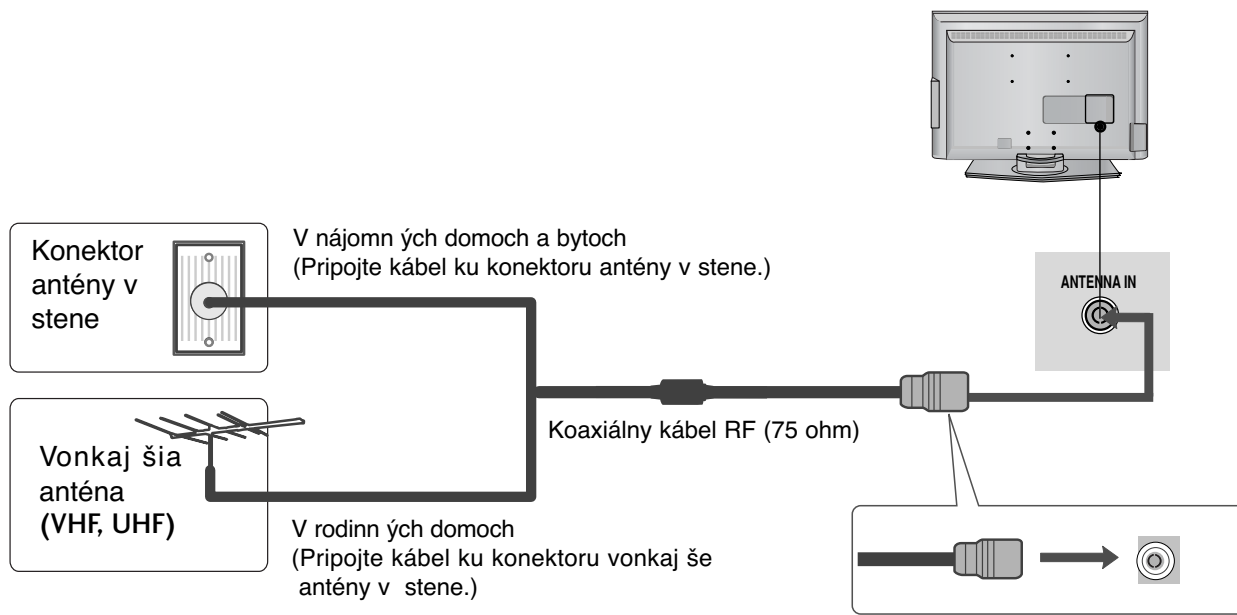 Konektor
antény v
stene
V nájomn ých domoch a bytoch
(Pripojte kábel ku konektoru antény v stene.)
ANTENNA IN
Koaxiálny kábel RF (75 ohm)
Vonkaj šia
anténa
(VHF, UHF)
V rodinn ých domoch
(Pripojte kábel ku konektoru vonkaj še
antény v stene.)